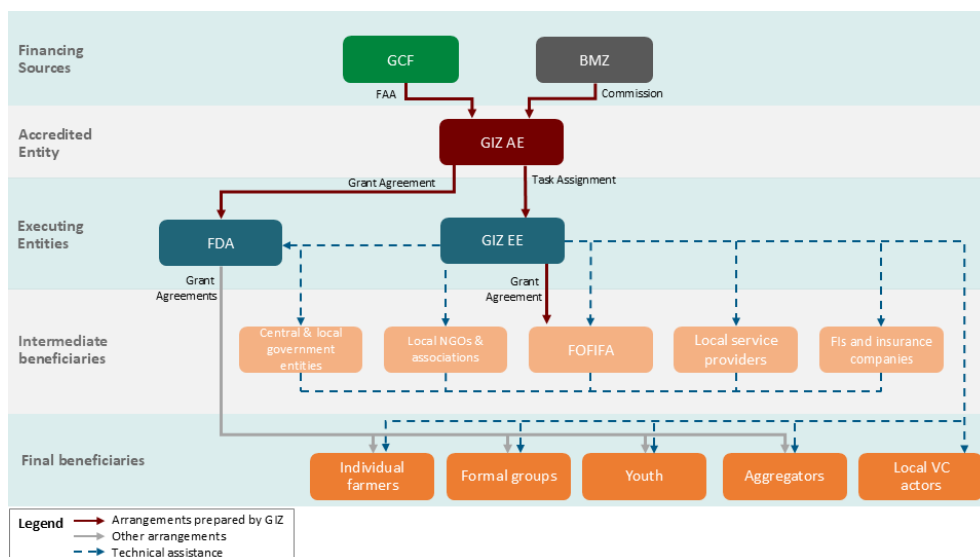 Financing
Sources
GCF
BMZ
FAA
Commission
Accredited
Entity
GIZ AE
Grant Agreement
Task Assignment
Executing
Entities
FDA
GIZ EE
Grant
Agreements
Grant
Agreement
Intermediate
beneficiaries
Central & local
government
entities
Local NGOs &
associations
FOFIFA
Local service
providers
FIs and insurance
companies
Final beneficiaries
Individual
farmers
Formal groups
Youth
Aggregators
Local VC
actors
Legend
Arrangements prepared by GIZ
Other arrangements
Technical assistance